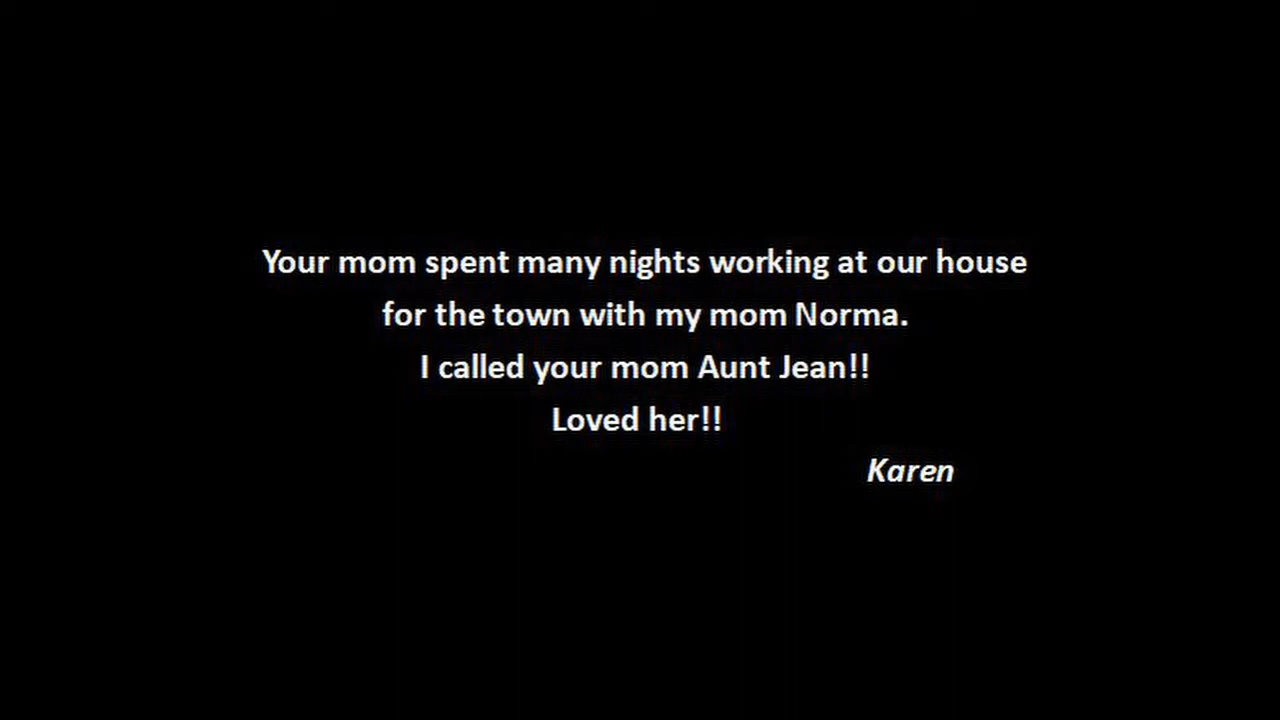 Your mom spent many nights working at our house
for the town with my mom Norma.
I called your mom Aunt Jean!!
Loved her!!
Karen